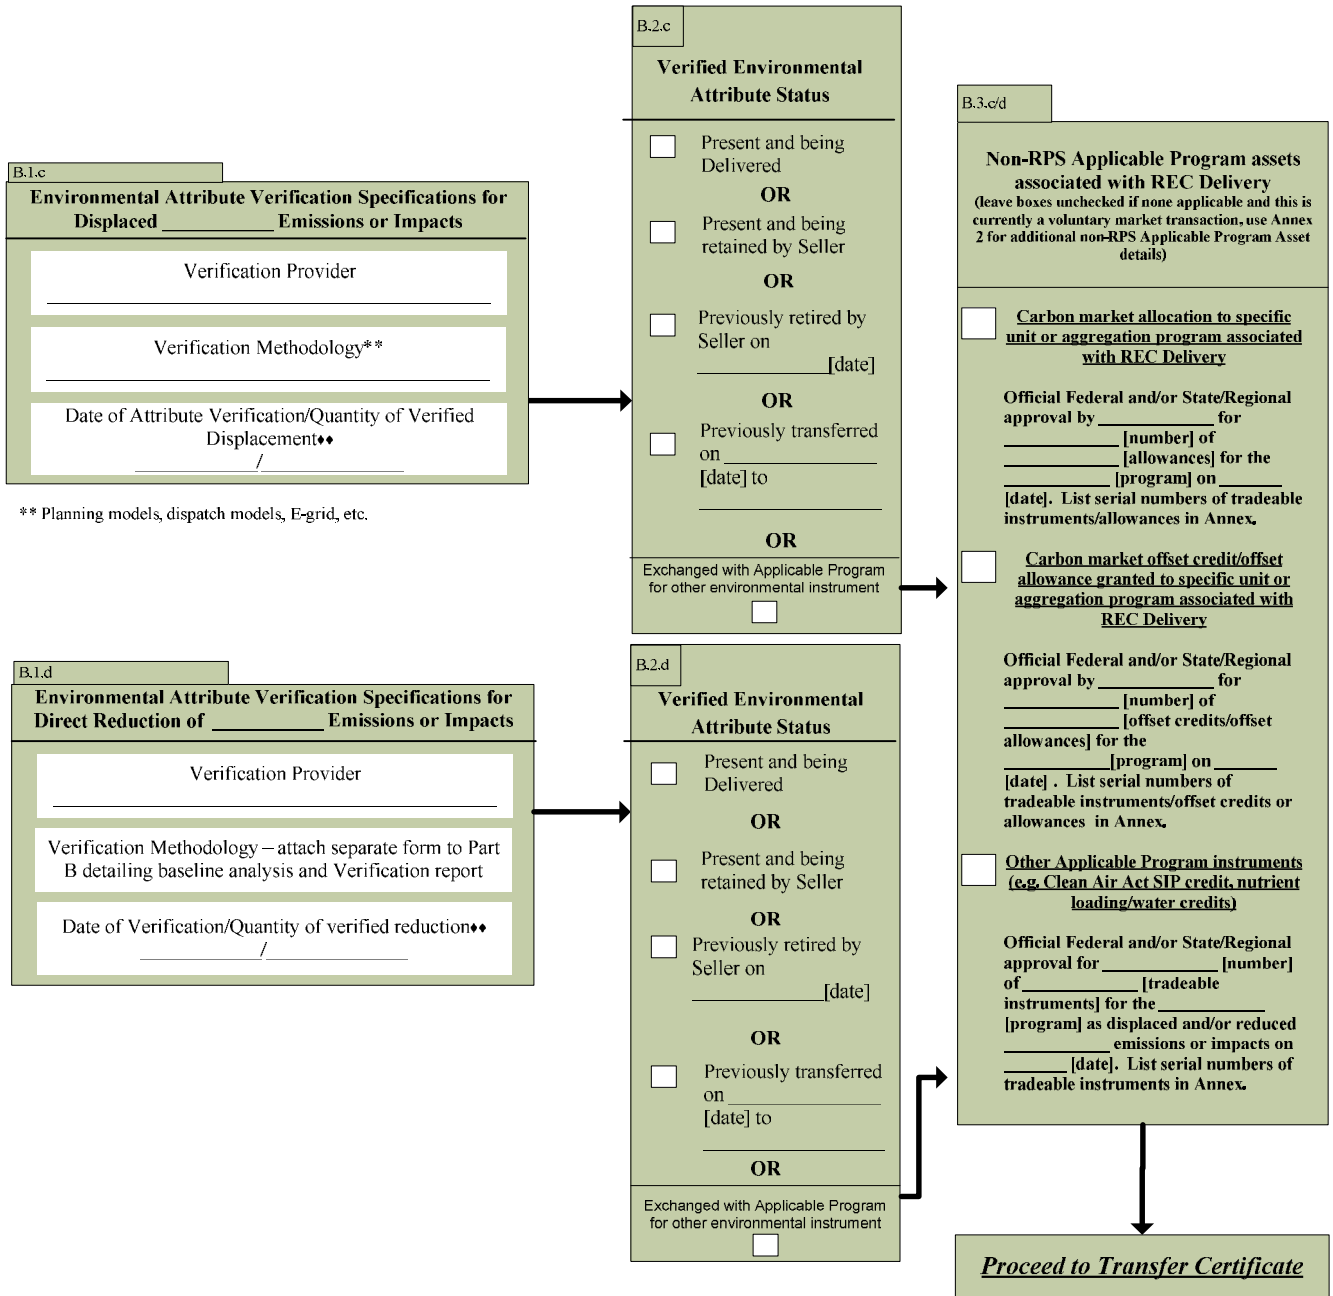 B.1.c
Environmental Attribute Verification Specifications for
Displaced __________ Emissions or Impacts
Verification Provider
Verification Methodology**
Date of Attribute Verification/Quantity of Verified
Displacement♦♦
__________/__________
** Planning models, dispatch models, E-grid, etc.
B.1.d
Environmental Attribute Verification Specifications for
Direct Reduction of __________ Emissions or Impacts
Verification Provider
Verification Methodology – attach separate form to Part
B detailing baseline analysis and Verification report
Date of Verification/Quantity of verified reduction♦♦
__________/__________
B.2.c
Verified Environmental
Attribute Status
Present and being
Delivered
OR
Present and being
retained by Seller
OR
Previously retired by
Seller on
__________[date]
OR
Previously transferred
on __________
[date] to
__________
OR
Exchanged with Applicable Program
for other environmental instrument
B.2.d
Verified Environmental
Attribute Status
Present and being
Delivered
OR
Present and being
retained by Seller
OR
Previously retired by
Seller on
__________[date]
OR
Previously transferred
on __________
[date] to
__________
OR
Exchanged with Applicable Program
for other environmental instrument
B.3.c/d
Non-RPS Applicable Program assets
associated with REC Delivery
(leave boxes unchecked if none applicable and this is
currently a voluntary market transaction, use Annex
2 for additional non-RPS Applicable Program Asset
details)
Carbon market allocation to specific
unit or aggregation program associated
with REC Delivery
Official Federal and/or State/Regional
approval by __________ for
__________ [number] of
__________ [allowances] for the
__________ [program] on ______
[date]. List serial numbers of tradeable
instruments/allowances in Annex.
Carbon market offset credit/offset
allowance granted to specific unit or
aggregation program associated with
REC Delivery
Official Federal and/or State/Regional
approval by __________ for
__________ [number] of
__________ [offset credits/offset
allowances] for the
__________[program] on ______
[date] . List serial numbers of
tradeable instruments/offset credits or
allowances in Annex.
Other Applicable Program instruments
(e.g. Clean Air Act SIP credit, nutrient
loading/water credits)
Official Federal and/or State/Regional
approval for __________ [number]
of __________ [tradeable
instruments] for the __________
[program] as displaced and/or reduced
__________ emissions or impacts on
______ [date]. List serial numbers of
tradeable instruments in Annex.
Proceed to Transfer Certificate